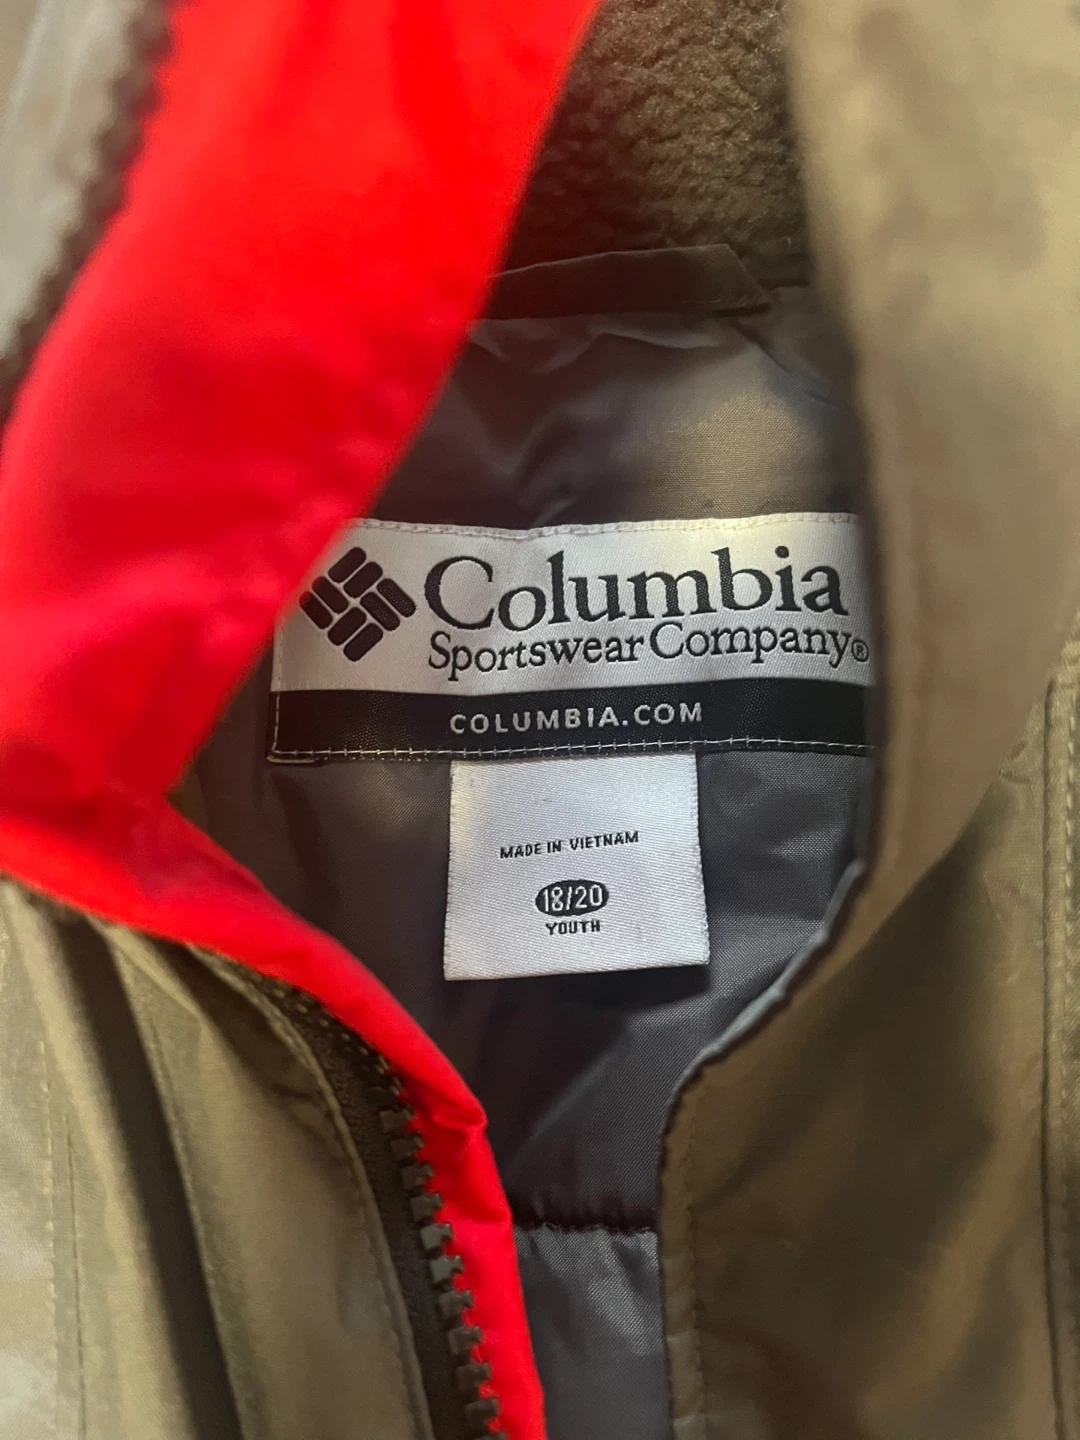 Columbia
Sportswear Company®
COLUMBIA.COM
MADE IN VIETNAM
18/20
YOUTH